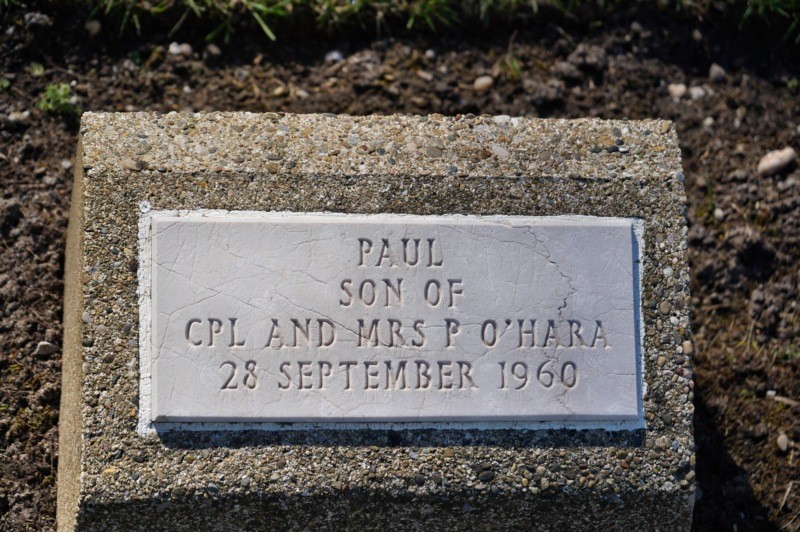 PAUL
SON OF
CPL AND MRS P O'HARA
28 SEPTEMBER 1960